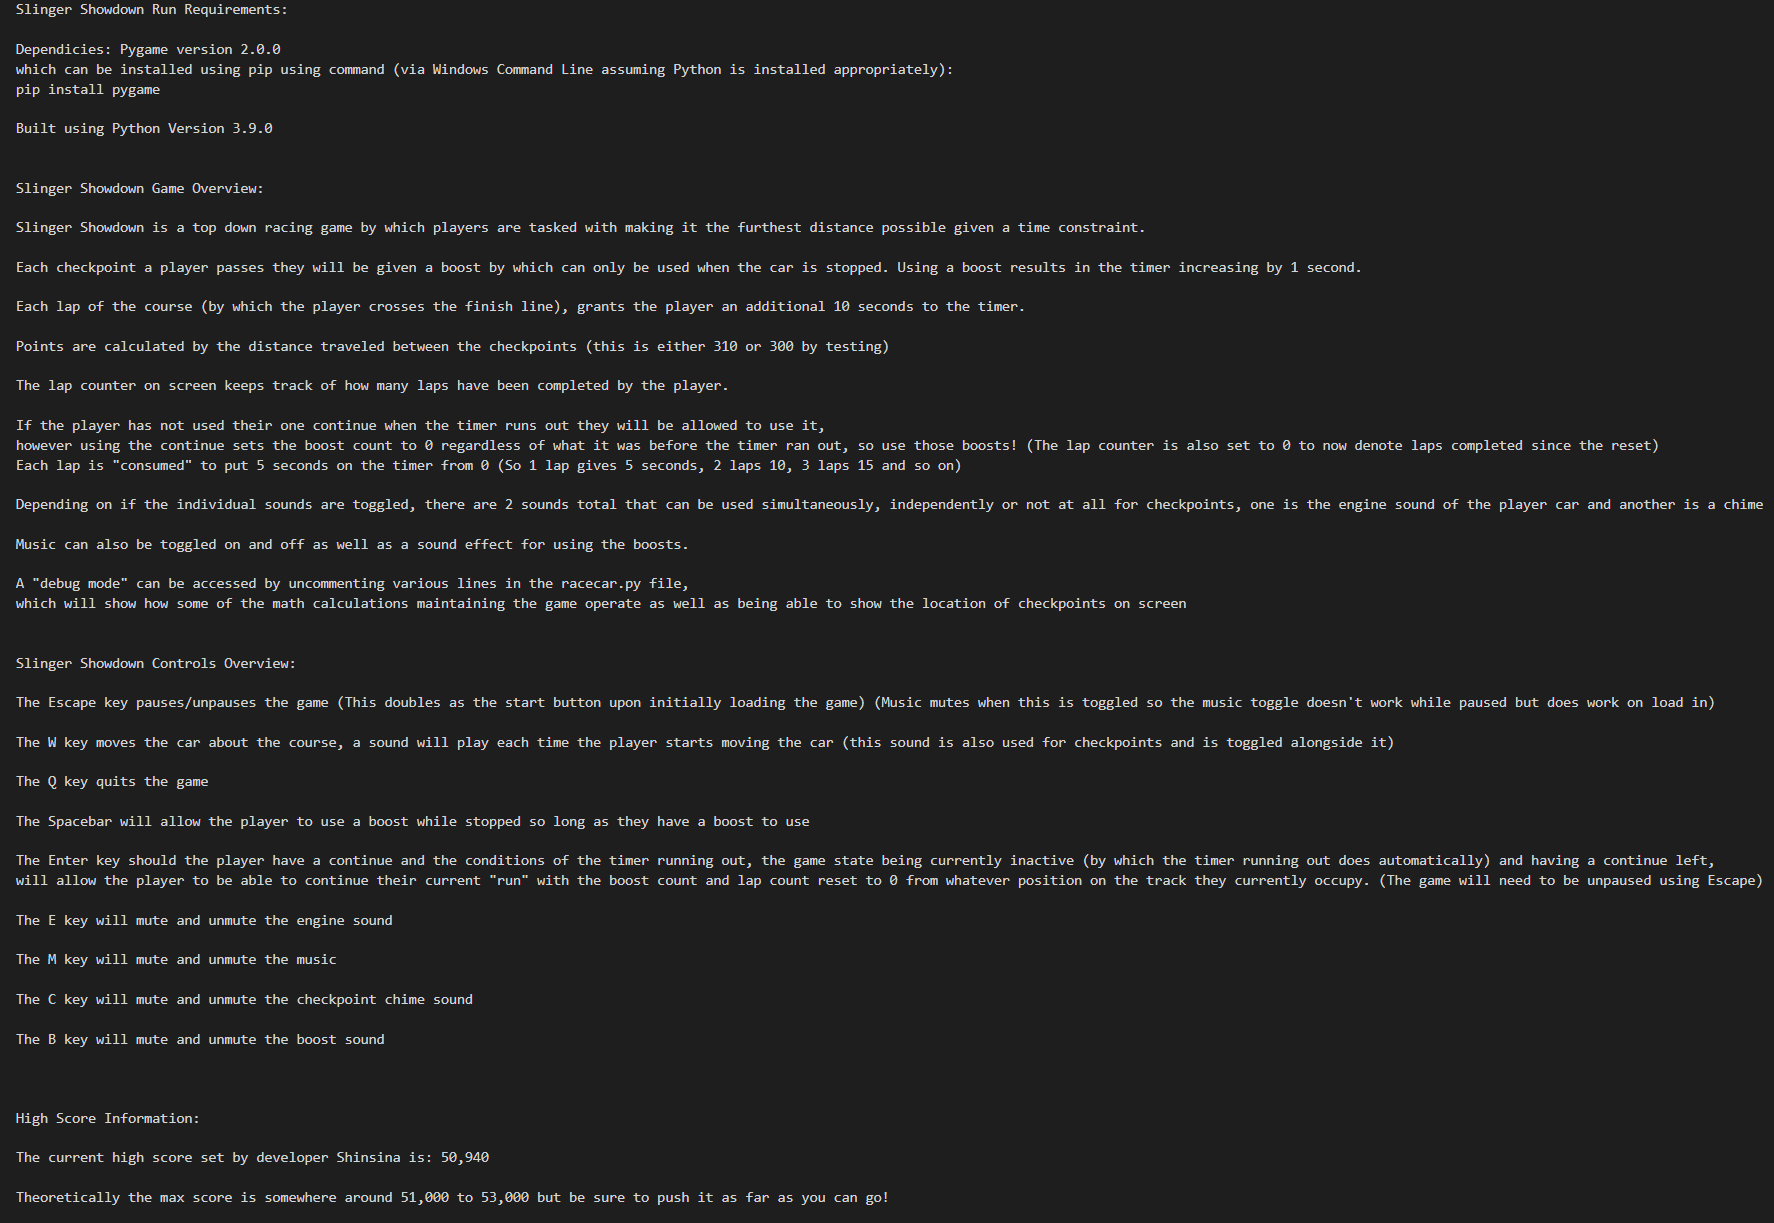 Slinger Showdown Run Requirements:
Dependicies: Pygame version 2.0.0
which can be installed using pip using command (via Windows Command Line assuming Python is installed appropriately):
pip install pygame
Built using Python Version 3.9.0
Slinger Showdown Game Overview:
Slinger Showdown is a top down racing game by which players are tasked with making it the furthest distance possible given a time constraint.
Each checkpoint a player passes they will be given a boost by which can only be used when the car is stopped. Using a boost results in the timer increasing by 1 second.
Each lap of the course (by which the player crosses the finish line), grants the player an additional 10 seconds to the timer.
Points are calculated by the distance traveled between the checkpoints (this is either 310 or 300 by testing)
The lap counter on screen keeps track of how many laps have been completed by the player.
If the player has not used their one continue when the timer runs out they will be allowed to use it,
however using the continue sets the boost count to 0 regardless of what it was before the timer ran out, so use those boosts! (The lap counter is also set to 0 to now denote laps completed since the reset)
Each lap is "consumed" to put 5 seconds on the timer from 0 (So 1 lap gives 5 seconds, 2 laps 10, 3 laps 15 and so on)
Depending on if the individual sounds are toggled, there are 2 sounds total that can be used simultaneously, independently or not at all for checkpoints, one is the engine sound of the player car and another is a chime
Music can also be toggled on and off as well as a sound effect for using the boosts.
A "debug mode" can be accessed by uncommenting various lines in the racecar.py file,
which will show how some of the math calculations maintaining the game operate as well as being able to show the location of checkpoints on screen
Slinger Showdown Controls Overview:
The Escape key pauses/unpauses the game (This doubles as the start button upon initially loading the game) (Music mutes when this is toggled so the music toggle doesn't work while paused but does work on load in)
The W key moves the car about the course, a sound will play each time the player starts moving the car (this sound is also used for checkpoints and is toggled alongside it)
The Q key quits the game
The Spacebar will allow the player to use a boost while stopped so long as they have a boost to use
The Enter key should the player have a continue and the conditions of the timer running out, the game state being currently inactive (by which the timer running out does automatically) and having a continue left,
will allow the player to be able to continue their current "run" with the boost count and lap count reset to 0 from whatever position on the track they currently occupy. (The game will need to be unpaused using Escape)
The E key will mute and unmute the engine sound
The M key will mute and unmute the music
The C key will mute and unmute the checkpoint chime sound
The B key will mute and unmute the boost sound
High Score Information:
The current high score set by developer Shinsina is: 50,940
Theoretically the max score is somewhere around 51,000 to 53,000 but be sure to push it as far as you can go!